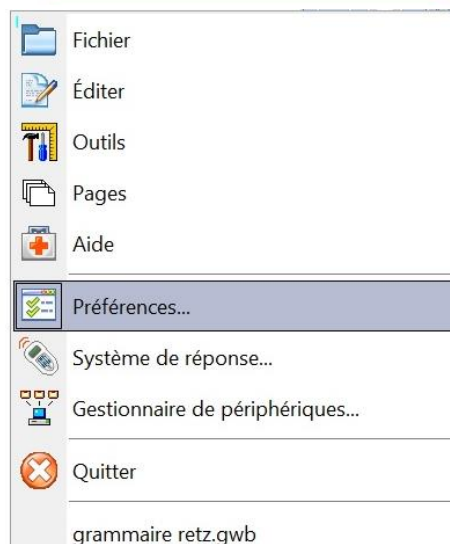 Fichier
Éditer
Outils
Pages
Aide
Préférences...
Système de réponse...
Gestionnaire de périphériques...
Quitter
grammaire retz.gwb